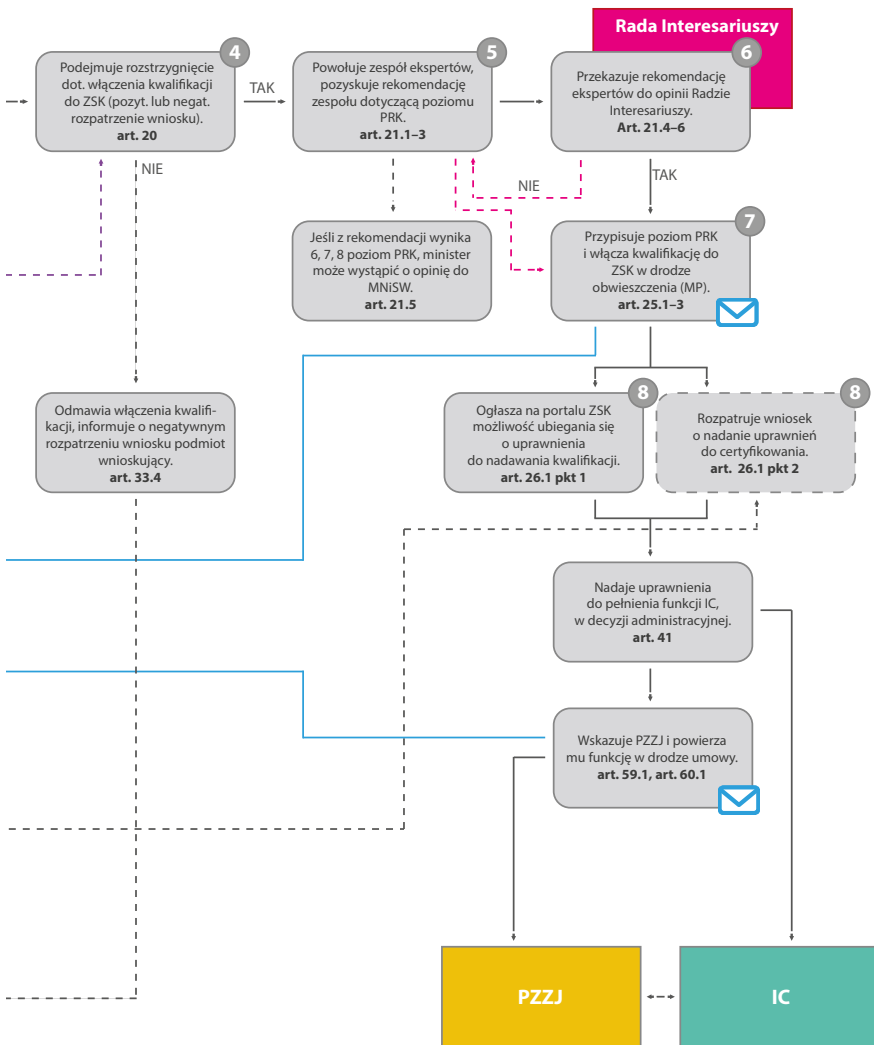 Rada Interesariuszy
4
Podejmuje rozstrzygnięcie
dot. włączenia kwalifikacji
do ZSK (pozyt. lub negat.
rozpatrzenie wniosku).
art. 20
TAK
5
Powołuje zespół ekspertów,
pozyskuje rekomendację
zespołu dotyczącą poziomu
PRK.
art. 21.1–3
6
Przekazuje rekomendację
ekspertów do opinii Radzie
Interesariuszy.
Art. 21.4–6
NIE
NIE
TAK
Jeśli z rekomendacji wynika
6, 7, 8 poziom PRK, minister
może wystąpić o opinię do
MNiSW.
art. 21.5
7
Przypisuje poziom PRK
i włącza kwalifikację do
ZSK w drodze
obwieszczenia (MP).
art. 25.1–3
Odmawia włączenia kwalifi-
kacji, informuje o negatywnym
rozpatrzeniu wniosku podmiot
wnioskujący.
art. 33.4
8
Ogłasza na portalu ZSK
możliwość ubiegania się
o uprawnienia
do nadawania kwalifikacji.
art. 26.1 pkt 1
8
Rozpatruje wniosek
o nadanie uprawnień
do certyfikowania.
art. 26.1 pkt 2
Nadaje uprawnienia
do pełnienia funkcji IC,
w decyzji administracyjnej.
art. 41
Wskazuje PZZJ i powierza
mu funkcję w drodze umowy.
art. 59.1, art. 60.1
PZZJ
IC